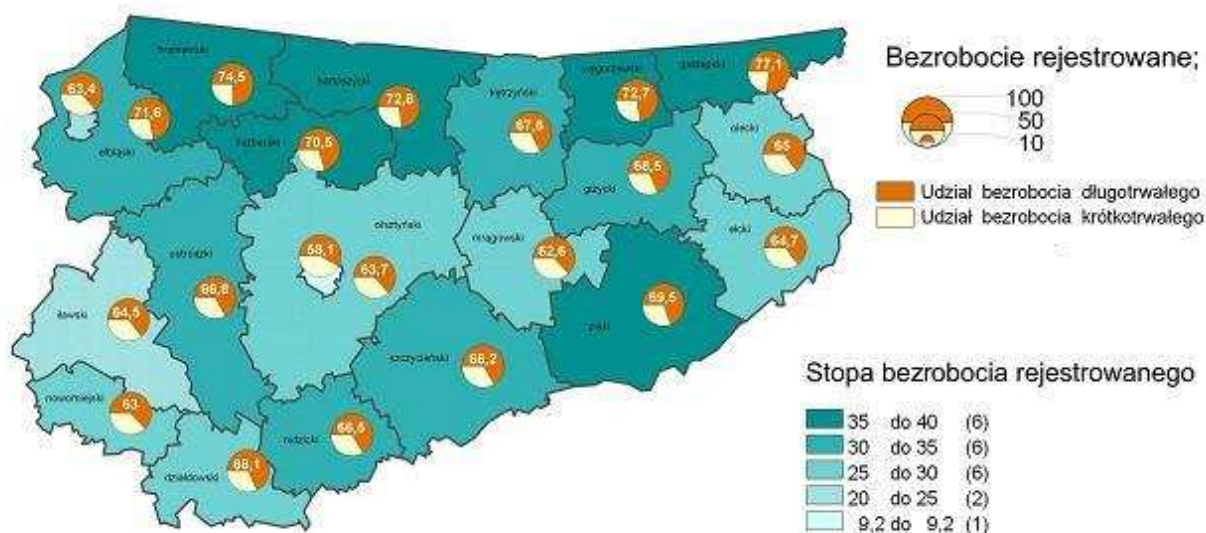 Bezrobocie rejestrowane;
100
50
10
Udział bezrobocia długotrwałego
Udział bezrobocia krótkotrwałego
Stopa bezrobocia rejestrowanego
35 do 40 (6)
30 do 35 (6)
25 do 30 (6)
20 do 25 (2)
9,2 do 9,2 (1)
braniewski
74,5
bartoszycki
72,8
węgorzewski
72,7
gołdapski
77,1
63,4
71,6
elbląski
lidzbarski
70,5
kętrzyński
67,6
olecki
65
giżycki
68,5
ostródzki
66,8
olsztyński
58,1
63,7
mrągowski
62,6
ełcki
64,7
iławski
64,5
piski
69,5
szczycieński
66,2
nowomiejski
63
nidzicki
66,5
działdowski
68,1